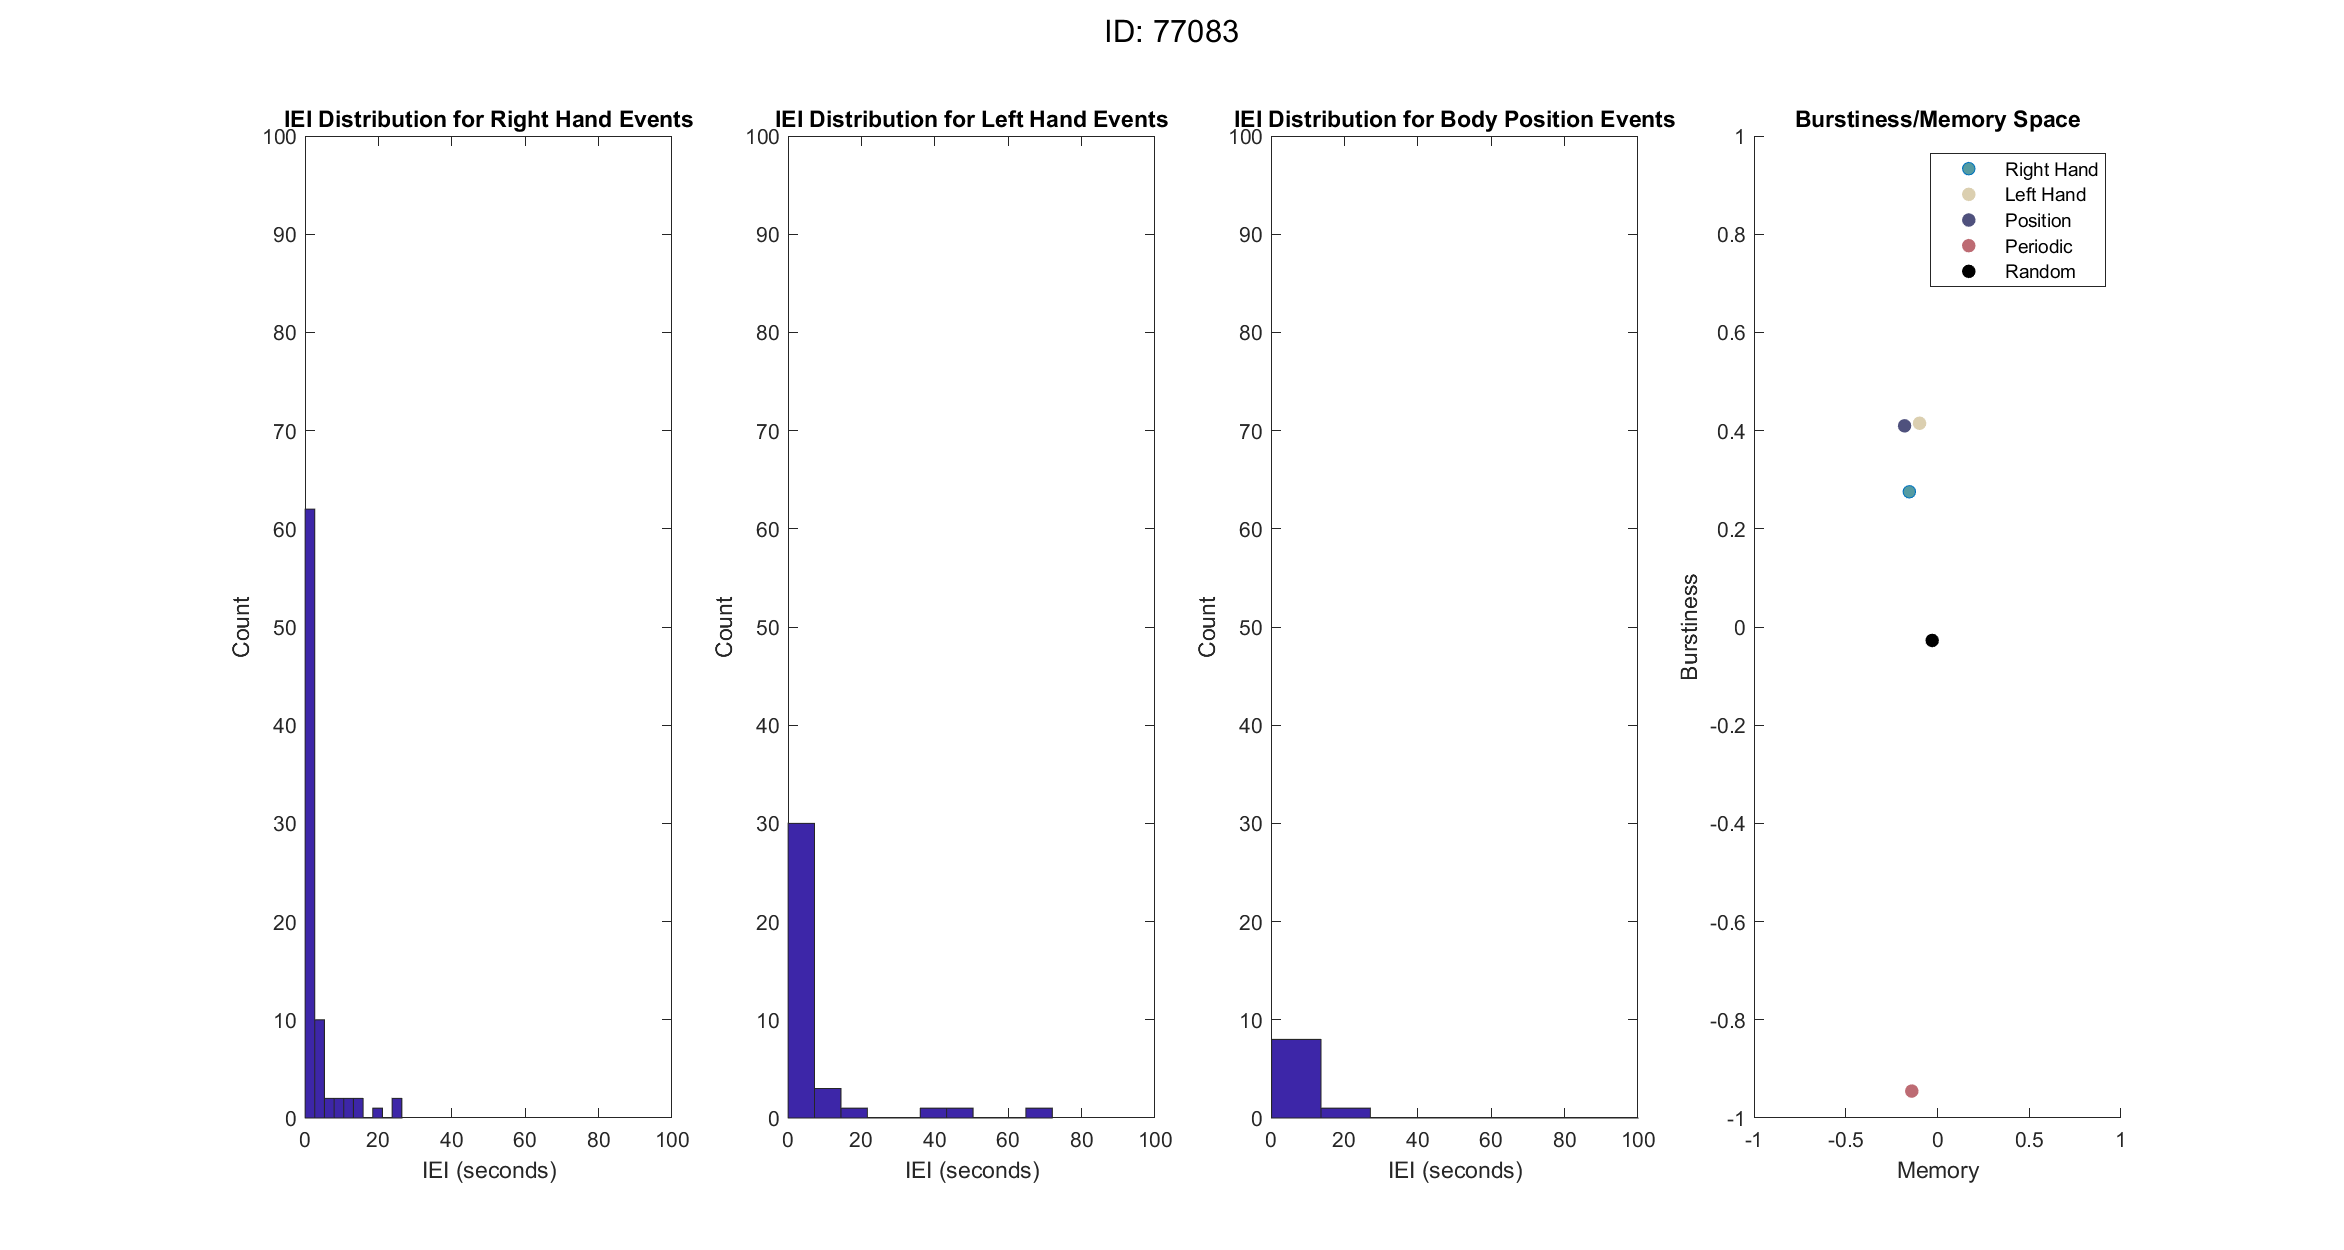 ID: 77083
IEI Distribution for Right Hand Events
100
90
80
70
60
50
40
30
20
10
0
Count
0 20 40 60 80 100
IEI (seconds)
IEI Distribution for Left Hand Events
100
90
80
70
60
50
40
30
20
10
0
Count
0 20 40 60 80 100
IEI (seconds)
IEI Distribution for Body Position Events
100
90
80
70
60
50
40
30
20
10
0
Count
0 20 40 60 80 100
IEI (seconds)
Burstiness/Memory Space
1
0.8
0.6
0.4
0.2
0
-0.2
-0.4
-0.6
-0.8
-1
Burstiness
Right Hand
Left Hand
Position
Periodic
Random
-1 -0.5 0 0.5 1
Memory